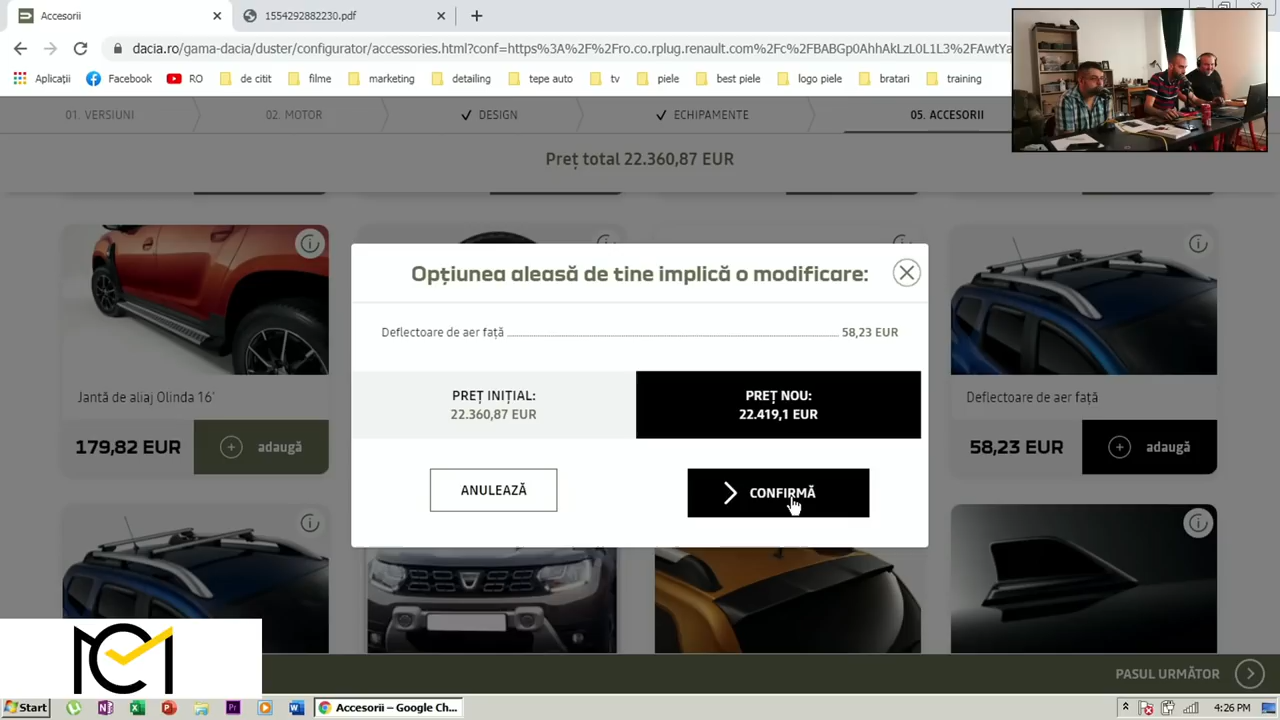 Accesorii
1554292882230.pdf
dacia.ro/gama-dacia/duster/configurator/accessories.html?conf=https%3A%2F%2Fro.co.rplug.renault.com%2Fc%2FBABGp0AhhAkLzL0L1L3%2FAwtYa
Aplicații
Facebook
RO
de citit
filme
marketing
detailing
tepe auto
tv
piele
best piele
logo piele
bratari
training
01. VERSIUNI
02. MOTOR
DESIGN
ECHIPAMENTE
05. ACCESORII
Preț total 22.360,87 EUR
Opțiunea aleasă de tine implică o modificare:
Deflectoare de aer față
58,23 EUR
PREȚ INIȚIAL:
22.360,87 EUR
PREȚ NOU:
22.419,1 EUR
ANULEAZĂ
CONFIRMĂ
Jantă de aliaj Olinda 16'
179,82 EUR
adaugă
Deflectoare de aer față
58,23 EUR
adaugă
PASUL URMĂTOR
Start
Accesorii – Google Ch...
4:26 PM